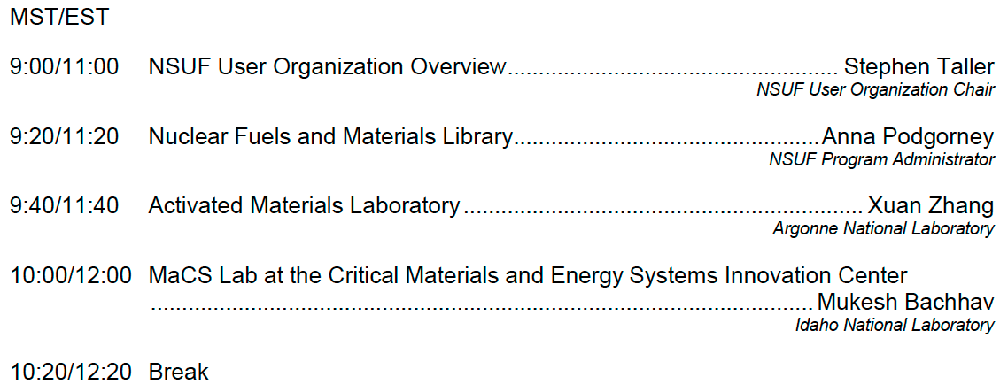 MST/EST
9:00/11:00 NSUF User Organization Overview..................................................... Stephen Taller
NSUF User Organization Chair
9:20/11:20 Nuclear Fuels and Materials Library.................................................Anna Podgorney
NSUF Program Administrator
9:40/11:40 Activated Materials Laboratory................................................................ Xuan Zhang
Argonne National Laboratory
10:00/12:00 MaCS Lab at the Critical Materials and Energy Systems Innovation Center
..........................................................................................................Mukesh Bachhav
Idaho National Laboratory
10:20/12:20 Break